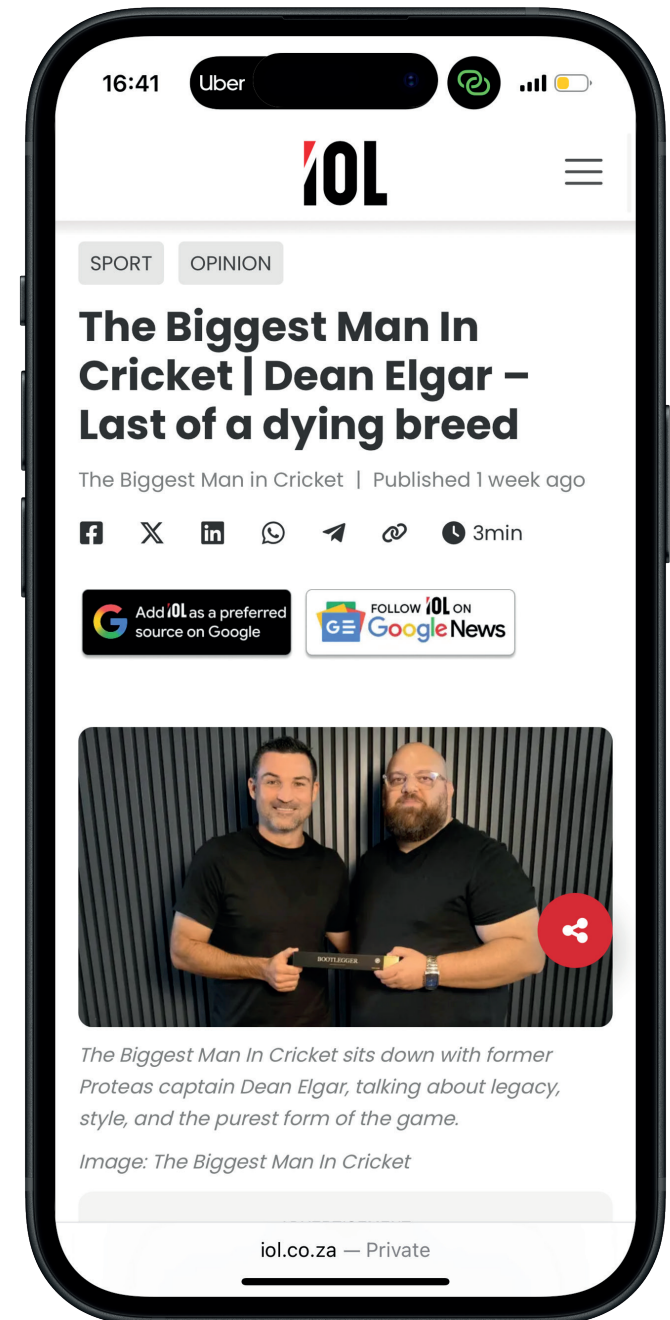 16:41 Uber
IOL
SPORT OPINION
The Biggest Man In
Cricket | Dean Elgar –
Last of a dying breed
The Biggest Man in Cricket | Published 1 week ago
3min
Add IOL as a preferred
source on Google
FOLLOW IOL ON
GE Google News
BOOTLEGGER
The Biggest Man In Cricket sits down with former
Proteas captain Dean Elgar, talking about legacy,
style, and the purest form of the game.
Image: The Biggest Man In Cricket
iol.co.za — Private